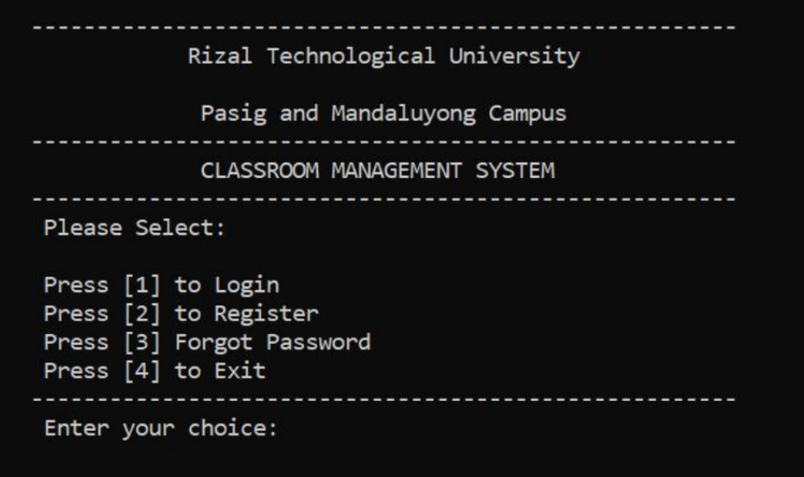 ------------------------------------------------------
Rizal Technological University
Pasig and Mandaluyong Campus
------------------------------------------------------
CLASSROOM MANAGEMENT SYSTEM
------------------------------------------------------
Please Select:
Press [1] to Login
Press [2] to Register
Press [3] Forgot Password
Press [4] to Exit
------------------------------------------------------
Enter your choice: